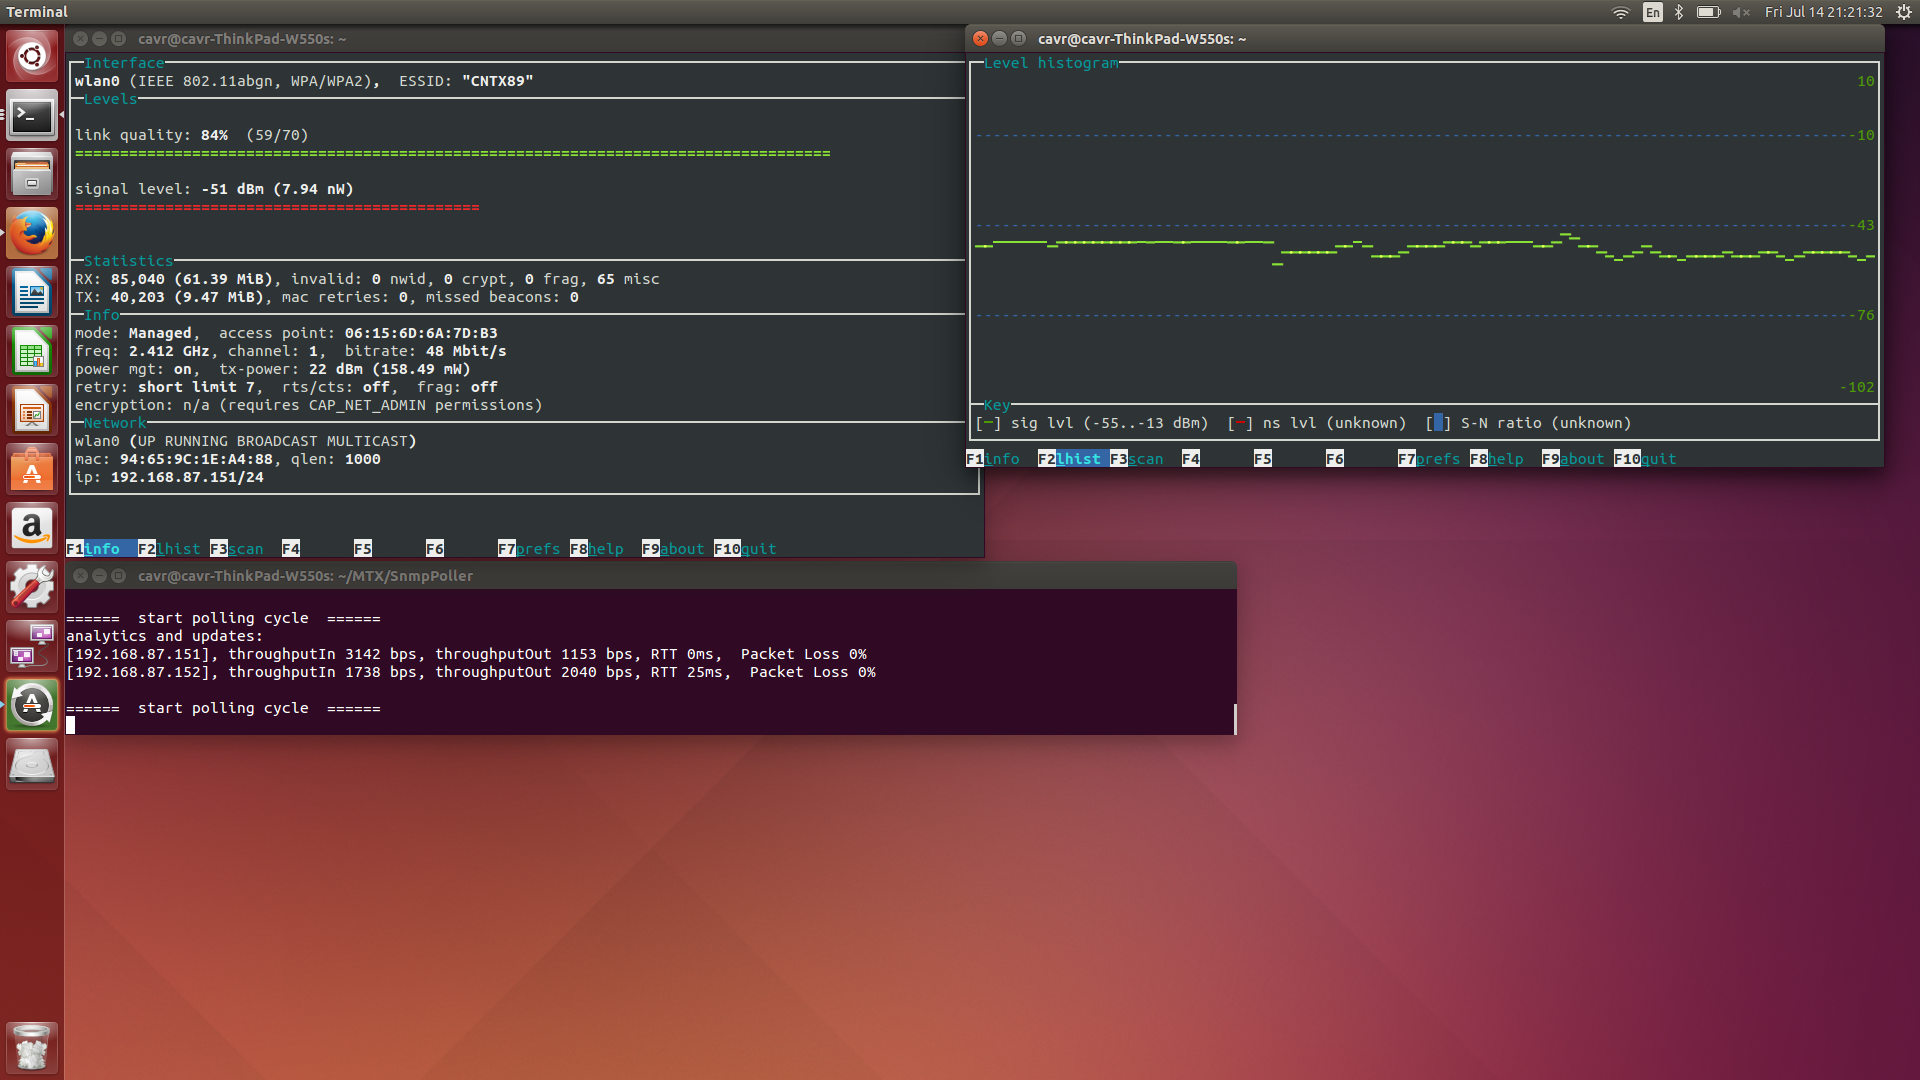 Terminal
En
Fri Jul 14 21:21:32
cavr@cavr-ThinkPad-W550s: ~
Interface
wlan0 (IEEE 802.11abgn, WPA/WPA2),  ESSID: "CNTX89"
Levels
link quality: 84%  (59/70)
====================================================================================
signal level: -51 dBm (7.94 nW)
=============================================
Statistics
RX: 85,040 (61.39 MiB), invalid: 0 nwid, 0 crypt, 0 frag, 65 misc
TX: 40,203 (9.47 MiB), mac retries: 0, missed beacons: 0
Info
mode: Managed,  access point: 06:15:6D:6A:7D:B3
freq: 2.412 GHz, channel: 1,  bitrate: 48 Mbit/s
power mgt: on,  tx-power: 22 dBm (158.49 mW)
retry: short limit 7,  rts/cts: off,  frag: off
encryption: n/a (requires CAP_NET_ADMIN permissions)
Network
wlan0 (UP RUNNING BROADCAST MULTICAST)
mac: 94:65:9C:1E:A4:88, qlen: 1000
ip: 192.168.87.151/24
F1info  F2lhist F3scan  F4      F5      F6      F7prefs F8help  F9about F10quit
cavr@cavr-ThinkPad-W550s: ~
Level histogram
10
-10
-43
-76
-102
Key
[-] sig lvl (-55..-13 dBm)  [-] ns lvl (unknown)  [ ] S-N ratio (unknown)
F1info  F2lhist F3scan  F4      F5      F6      F7prefs F8help  F9about F10quit
cavr@cavr-ThinkPad-W550s: ~/MTX/SnmpPoller
======  start polling cycle  ======
analytics and updates:
[192.168.87.151], throughputIn 3142 bps, throughputOut 1153 bps, RTT 0ms,  Packet Loss 0%
[192.168.87.152], throughputIn 1738 bps, throughputOut 2040 bps, RTT 25ms,  Packet Loss 0%
======  start polling cycle  ======